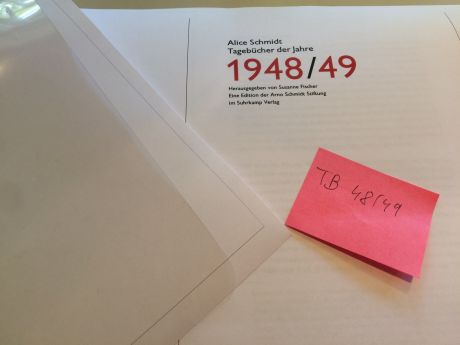 Alice Schmidt
Tagebücher der Jahre
1948/49
Herausgegeben von Susanne Fischer
Eine Edition der Arno Schmidt Stiftung
im Suhrkamp Verlag
TB 48/49